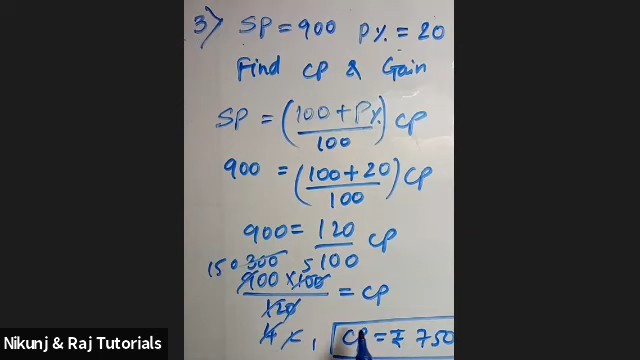 3) SP = 900 P% = 20
Find CP & Gain
SP = (100 + P% / 100) CP
900 = (100 + 20 / 100) CP
900 = 120 / 100 CP
150 300 5
900 × 100 / 120 = CP
CP = ₹ 750
Nikunj & Raj Tutorials